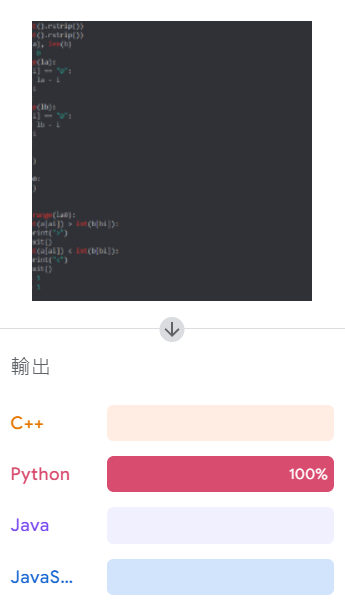 ().rstrip())
().rstrip())
a), len(b)
(la):
i] == "0":
la - i
(lb):
i] == "0":
lb - i
range(la0):
(a[ai]) > int(b[bi]):
rint(">")
xit()
(a[ai]) < int(b[bi]):
rint("<")
xit()
輸出
C++
Python 100%
Java
JavaS...